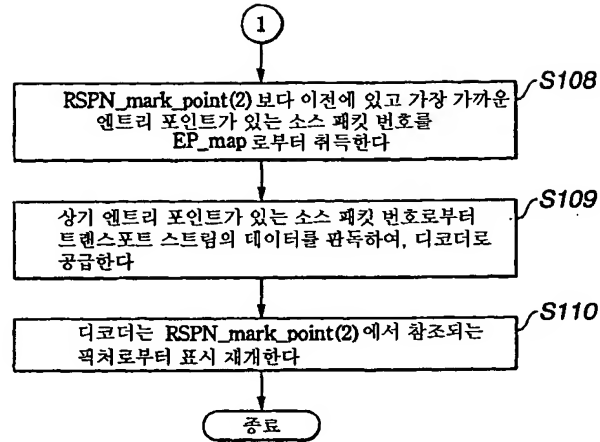 1
RSPN_mark_point(2) 보다 이전에 있고 가장 가까운
엔트리 포인트가 있는 소스 패킷 번호를
EP_map 로부터 취득한다
S108
상기 엔트리 포인트가 있는 소스 패킷 번호로부터
트랜스포트 스트림의 데이터를 판독하여, 디코더로
공급한다
S109
디코더는 RSPN_mark_point(2) 에서 참조되는
픽처로부터 표시 재개한다
S110
종료